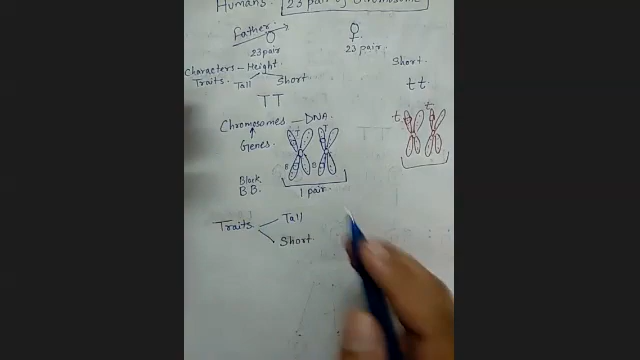 Humans: 23 pair of Chromosome
Father
♀
23 pair
23 pair.
Characters - Height
Short.
Traits. Tall Short
tt
TT
Chromosomes - DNA.
T T
t t
Genes
B B
Black
BB.
1 pair.
Traits Tall
Short.